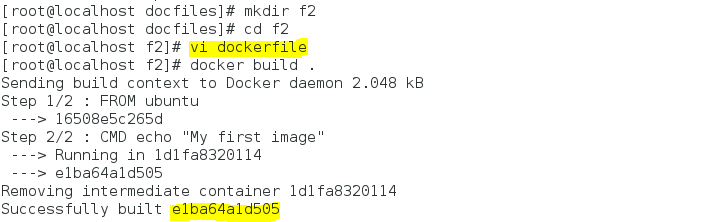 [root@localhost docfiles]# mkdir f2
[root@localhost docfiles]# cd f2
[root@localhost f2]# vi dockerfile
[root@localhost f2]# docker build .
Sending build context to Docker daemon 2.048 kB
Step 1/2 : FROM ubuntu
 ---> 16508e5c265d
Step 2/2 : CMD echo "My first image"
 ---> Running in 1d1fa8320114
 ---> e1ba64a1d505
Removing intermediate container 1d1fa8320114
Successfully built e1ba64a1d505